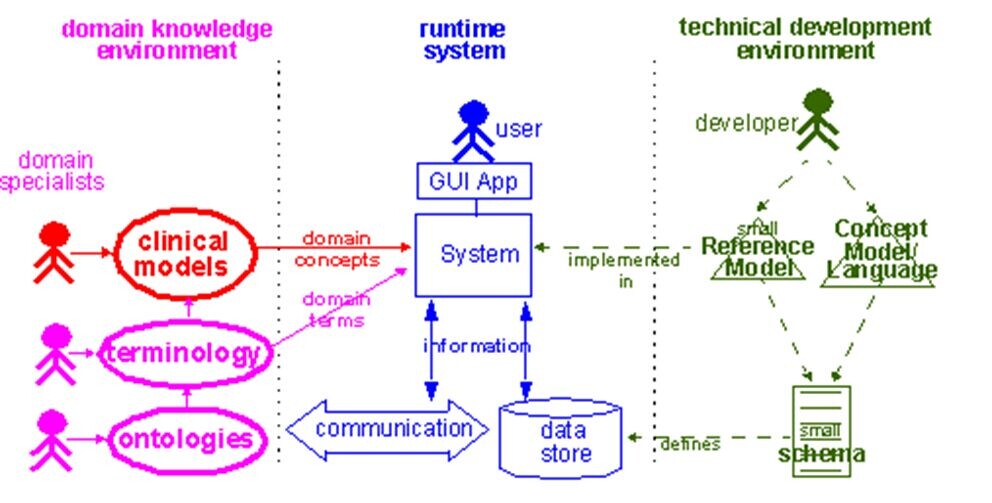 domain knowledge
environment
runtime
system
technical development
environment
user
developer
domain
specialists
GUI App
clinical
models
domain
concepts
System
implemented
in
small
Reference
Model
Concept
Model/
Language
domain
terms
terminology
information
ontologies
communication
data
store
defines
small
schema